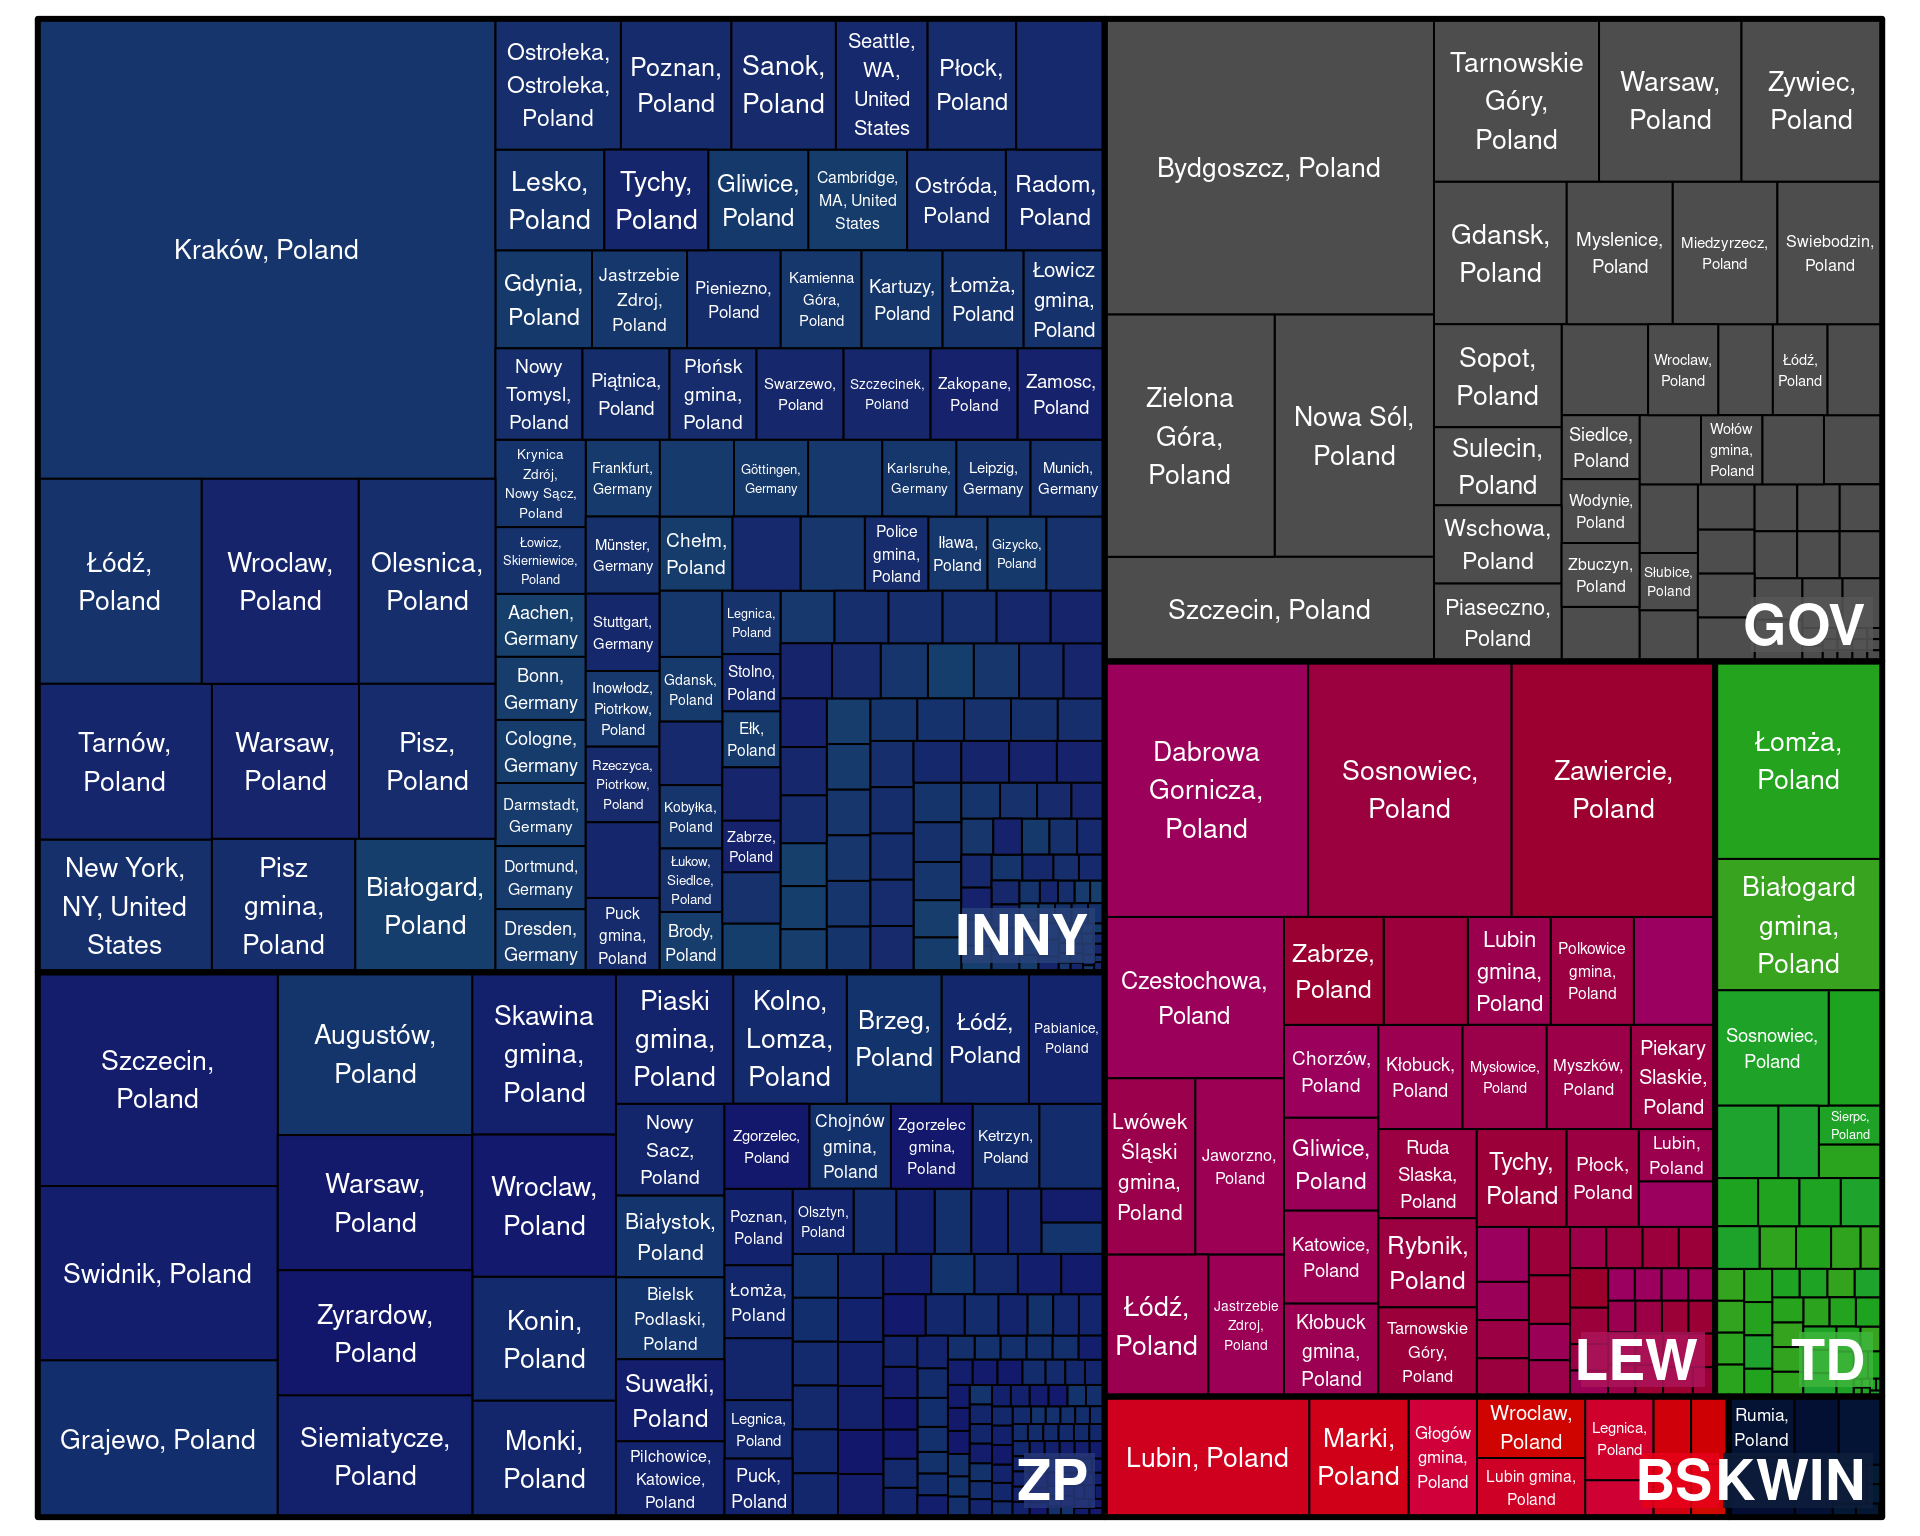 Kraków, Poland
Łódź,
Poland
Wroclaw,
Poland
Olesnica,
Poland
Tarnów,
Poland
Warsaw,
Poland
Pisz,
Poland
New York,
NY, United
States
Pisz
gmina,
Poland
Białogard,
Poland
Ostrołeka,
Ostroleka,
Poland
Poznan,
Poland
Sanok,
Poland
Seattle,
WA,
United
States
Płock,
Poland
Lesko,
Poland
Tychy,
Poland
Gliwice,
Poland
Cambridge,
MA, United
States
Ostróda,
Poland
Radom,
Poland
Gdynia,
Poland
Jastrzebie
Zdroj,
Poland
Pieniezno,
Poland
Kamienna
Góra,
Poland
Kartuzy,
Poland
Łomża,
Poland
Łowicz
gmina,
Poland
Nowy
Tomysl,
Poland
Piątnica,
Poland
Płońsk
gmina,
Poland
Swarzewo,
Poland
Szczecinek,
Poland
Zakopane,
Poland
Zamosc,
Poland
Krynica
Zdrój,
Nowy Sącz,
Poland
Łowicz,
Skierniewice,
Poland
Aachen,
Germany
Bonn,
Germany
Cologne,
Germany
Darmstadt,
Germany
Dortmund,
Germany
Dresden,
Germany
Frankfurt,
Germany
Göttingen,
Germany
Karlsruhe,
Germany
Leipzig,
Germany
Munich,
Germany
Münster,
Germany
Stuttgart,
Germany
Inowłodz,
Piotrkow,
Poland
Rzeczyca,
Piotrkow,
Poland
Puck
gmina,
Poland
Chełm,
Poland
Police
gmina,
Poland
Iława,
Poland
Gizycko,
Poland
Gdansk,
Poland
Kobyłka,
Poland
Łukow,
Siedlce,
Poland
Brody,
Poland
Legnica,
Poland
Stolno,
Poland
Ełk,
Poland
Zabrze,
Poland
INNY
Bydgoszcz, Poland
Zielona
Góra,
Poland
Nowa Sól,
Poland
Szczecin, Poland
Tarnowskie
Góry,
Poland
Warsaw,
Poland
Zywiec,
Poland
Gdansk,
Poland
Myslenice,
Poland
Miedzyrzecz,
Poland
Swiebodzin,
Poland
Sopot,
Poland
Sulecin,
Poland
Wschowa,
Poland
Piaseczno,
Poland
Wroclaw,
Poland
Łódź,
Poland
Siedlce,
Poland
Wołów
gmina,
Poland
Wodynie,
Poland
Zbuczyn,
Poland
Słubice,
Poland
GOV
Szczecin,
Poland
Swidnik, Poland
Grajewo, Poland
Augustów,
Poland
Warsaw,
Poland
Zyrardow,
Poland
Siemiatycze,
Poland
Skawina
gmina,
Poland
Wroclaw,
Poland
Konin,
Poland
Monki,
Poland
Piaski
gmina,
Poland
Kolno,
Lomza,
Poland
Brzeg,
Poland
Łódź,
Poland
Pabianice,
Poland
Nowy
Sacz,
Poland
Białystok,
Poland
Bielsk
Podlaski,
Poland
Suwałki,
Poland
Pilchowice,
Katowice,
Poland
Zgorzelec,
Poland
Chojnów
gmina,
Poland
Zgorzelec
gmina,
Poland
Ketrzyn,
Poland
Poznan,
Poland
Olsztyn,
Poland
Łomża,
Poland
Legnica,
Poland
Puck,
Poland
ZP
Dabrowa
Gornicza,
Poland
Sosnowiec,
Poland
Zawiercie,
Poland
Czestochowa,
Poland
Lwówek
Śląski
gmina,
Poland
Jaworzno,
Poland
Łódź,
Poland
Jastrzebie
Zdroj,
Poland
Zabrze,
Poland
Lubin
gmina,
Poland
Polkowice
gmina,
Poland
Chorzów,
Poland
Gliwice,
Poland
Katowice,
Poland
Kłobuck
gmina,
Poland
Kłobuck,
Poland
Mysłowice,
Poland
Myszków,
Poland
Piekary
Slaskie,
Poland
Ruda
Slaska,
Poland
Rybnik,
Poland
Tarnowskie
Góry,
Poland
Tychy,
Poland
Płock,
Poland
Lubin,
Poland
LEW
Łomża,
Poland
Białogard
gmina,
Poland
Sosnowiec,
Poland
Sierpc,
Poland
TD
Lubin, Poland
Marki,
Poland
Głogów
gmina,
Poland
Wroclaw,
Poland
Lubin gmina,
Poland
Legnica,
Poland
BS
Rumia,
Poland
KWIN